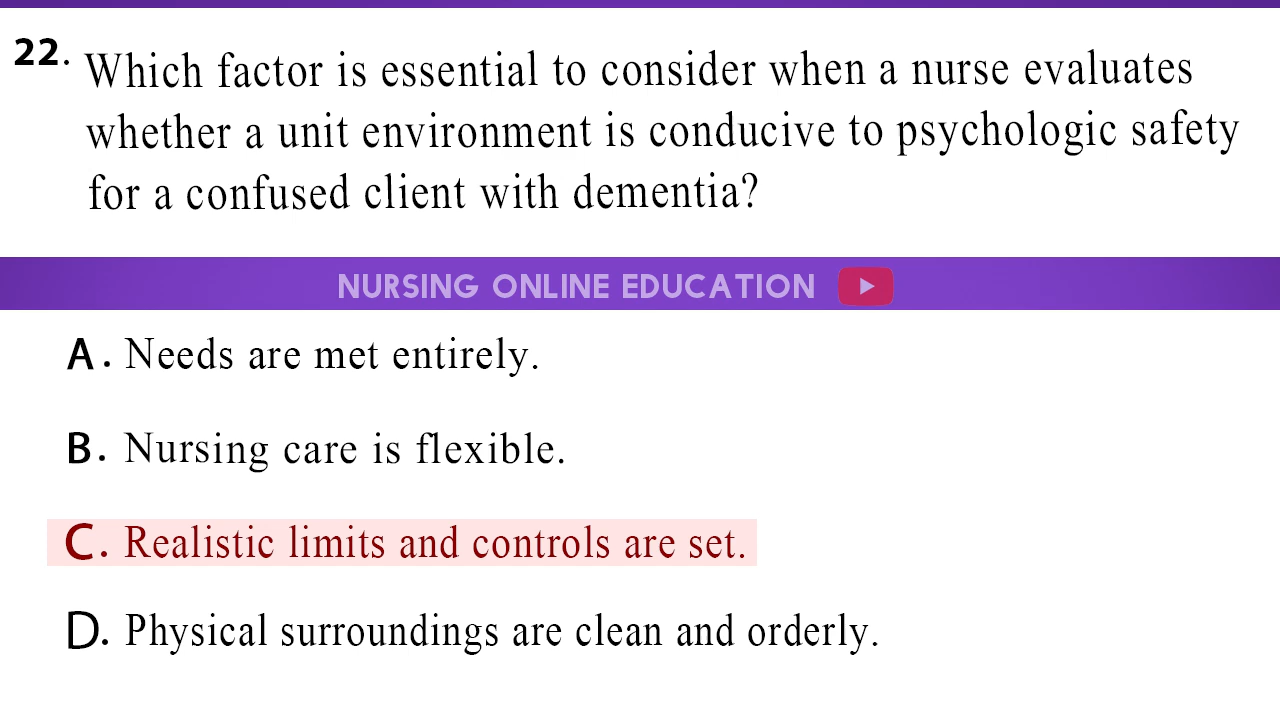 22. Which factor is essential to consider when a nurse evaluates
whether a unit environment is conducive to psychologic safety
for a confused client with dementia?
NURSING ONLINE EDUCATION
A. Needs are met entirely.
B. Nursing care is flexible.
C. Realistic limits and controls are set.
D. Physical surroundings are clean and orderly.